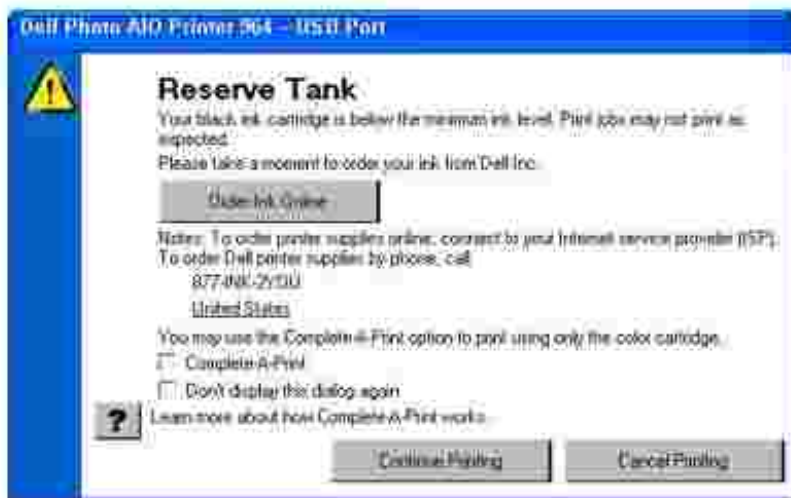 Dell Photo AIO Printer 964 - USB Port
Reserve Tank
Your black ink cartridge is below the minimum ink level. Print jobs may not print as
expected.
Please take a moment to order your ink from Dell Inc.
Order Ink Online
Notes: To order printer supplies online, connect to your Internet service provider (ISP).
To order Dell printer supplies by phone, call
877-INK-2YOU
United States
You may use the Complete-A-Print option to print using only the color cartridge.
Complete-A-Print
Don't display this dialog again
? Learn more about how Complete-A-Print works.
Continue Printing Cancel Printing